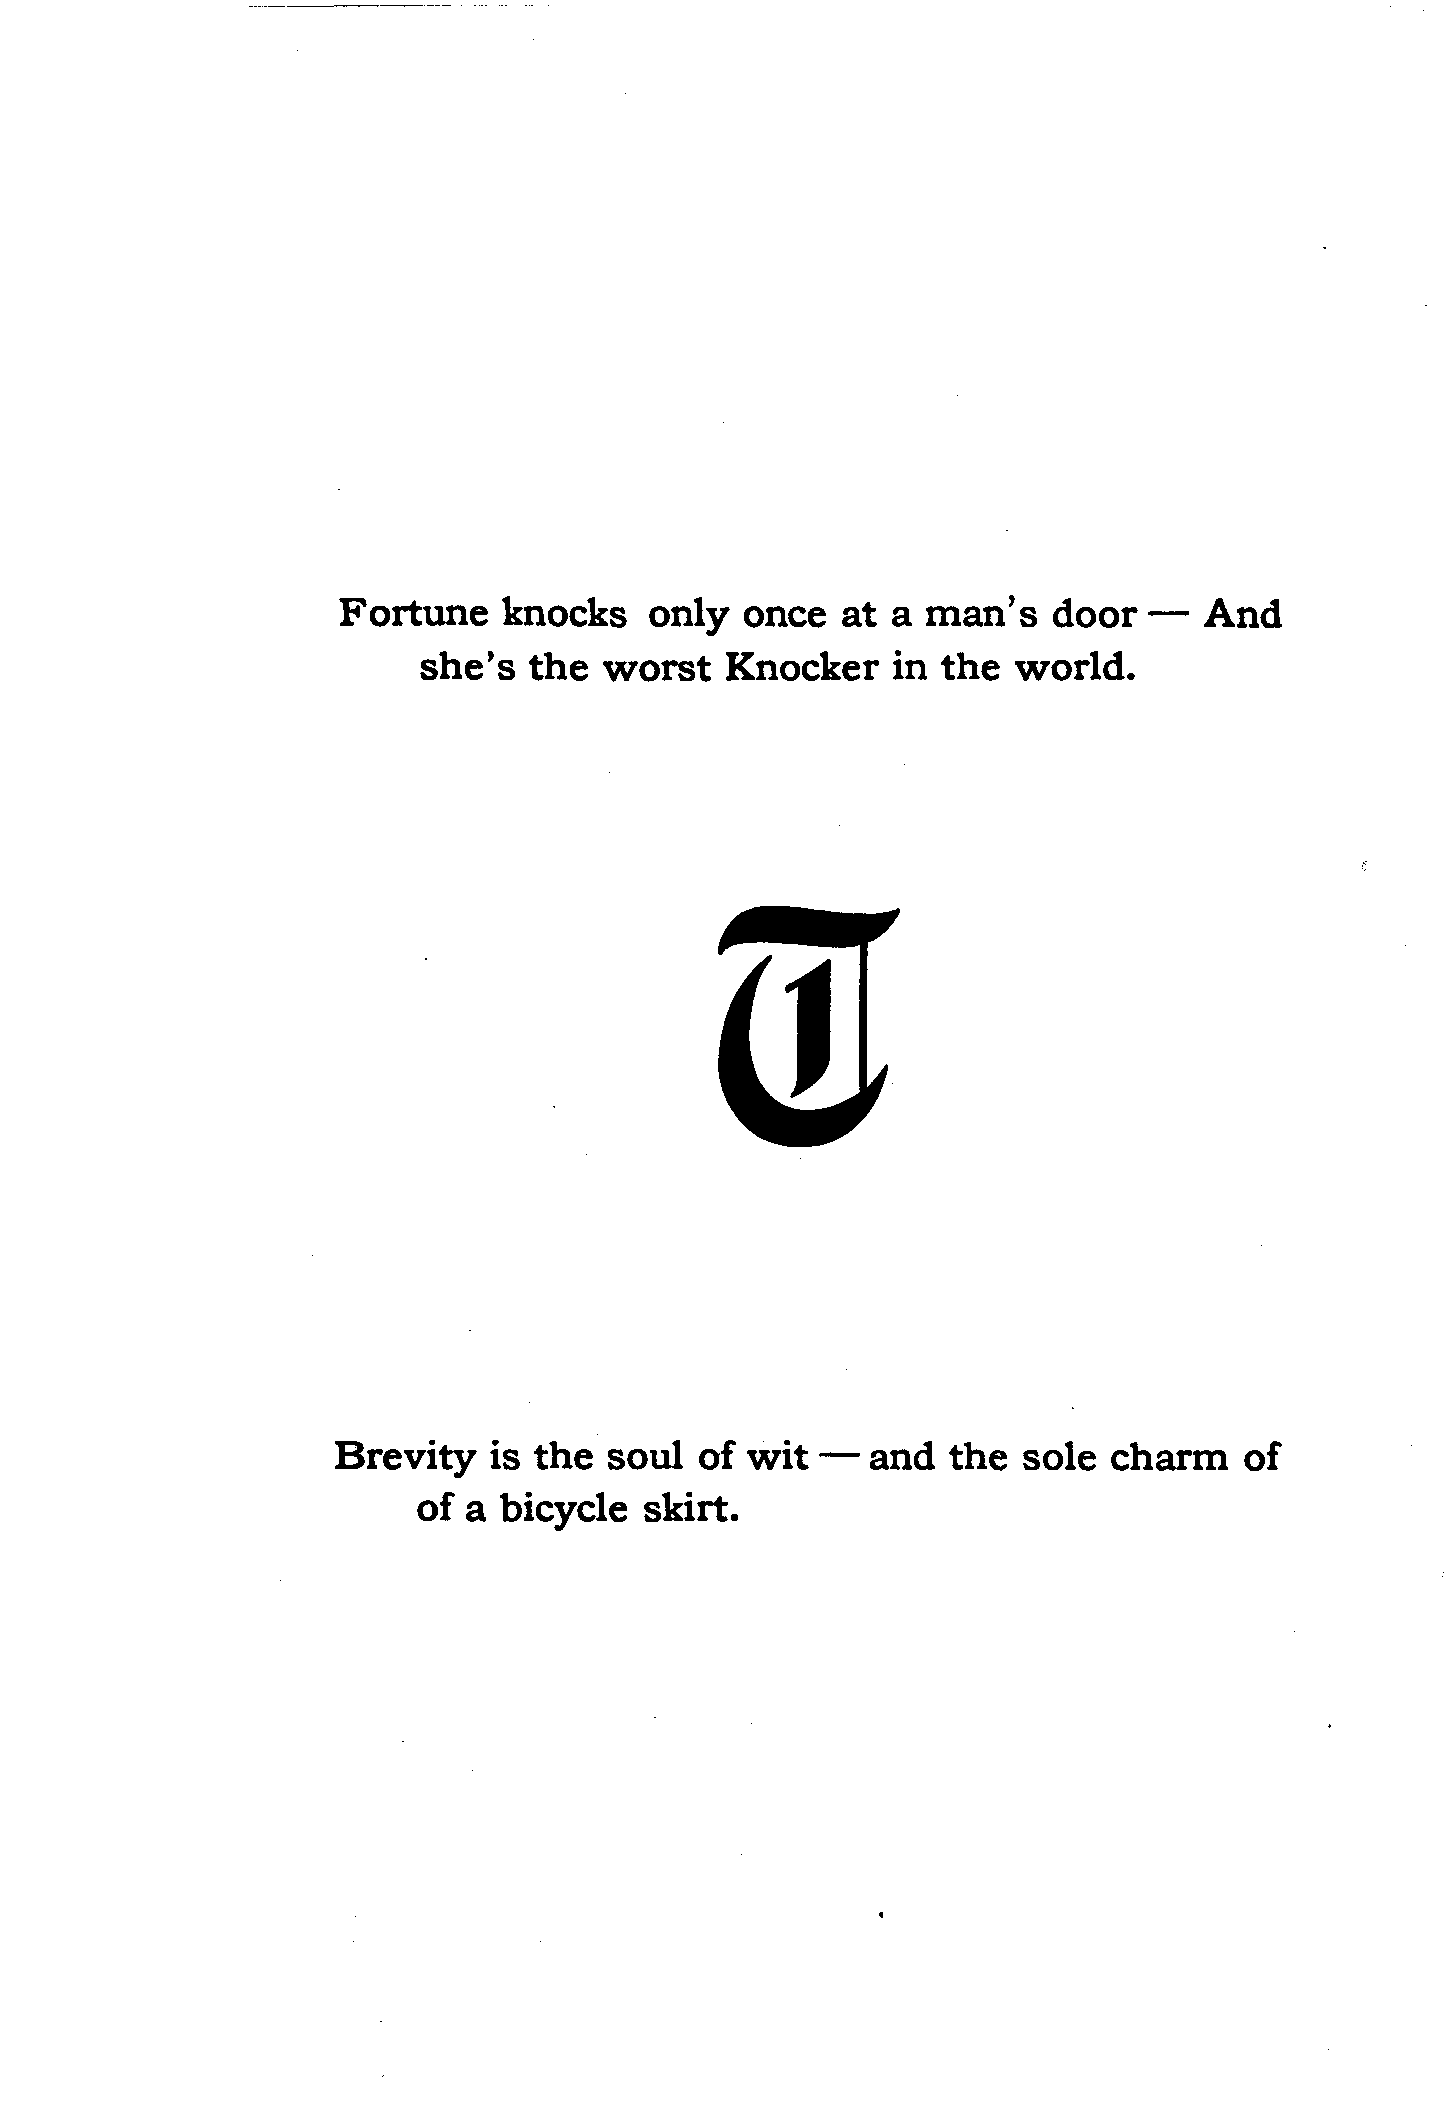 Fortune knocks only once at a man's door — And
she's the worst Knocker in the world.
T
Brevity is the soul of wit — and the sole charm of
of a bicycle skirt.